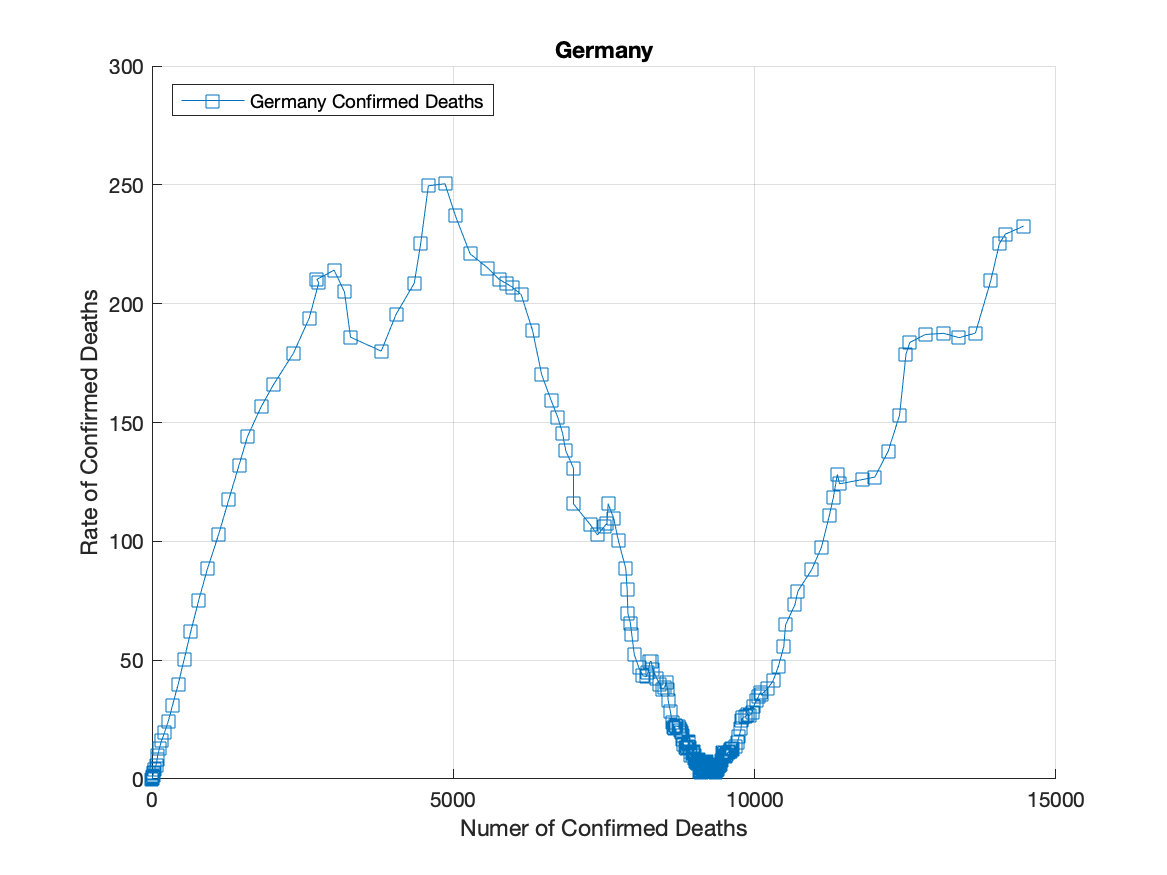 Germany
300
Germany Confirmed Deaths
250
200
150
100
50
0
Rate of Confirmed Deaths
0 5000 10000 15000
Numer of Confirmed Deaths